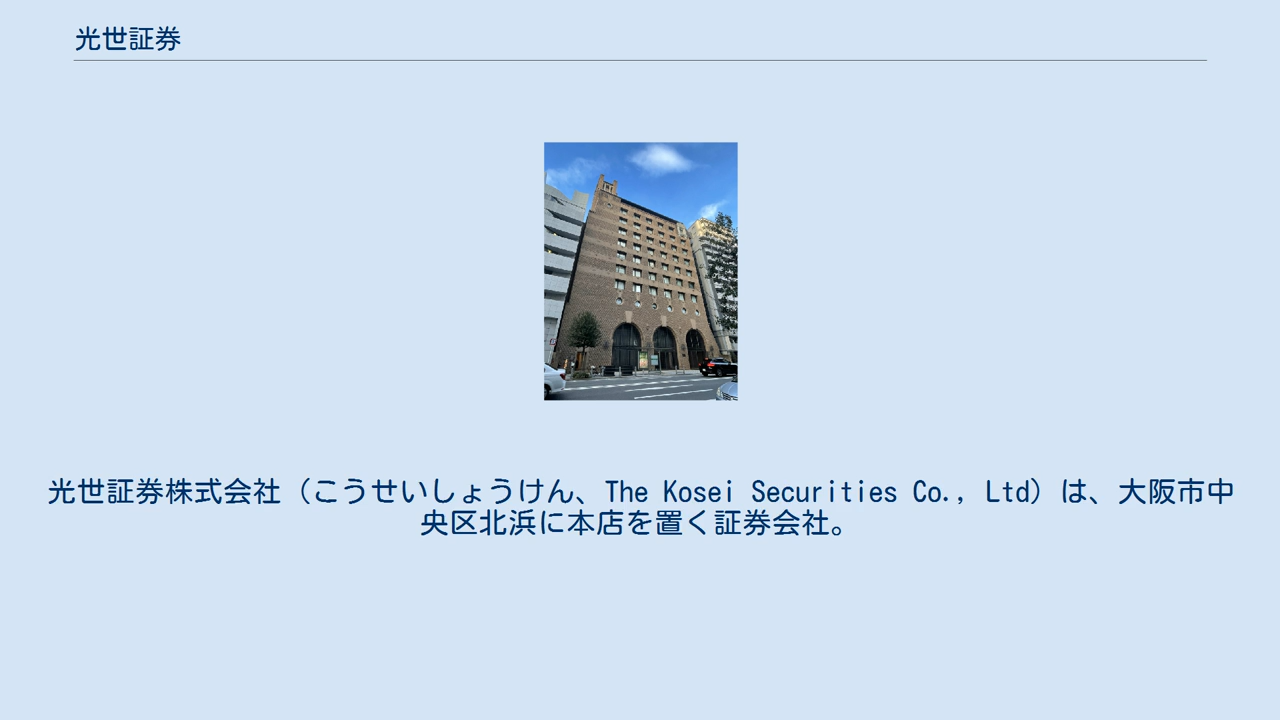 光世証券
光世証券株式会社（こうせいしょうけん、The Kosei Securities Co., Ltd）は、大阪市中
央区北浜に本店を置く証券会社。